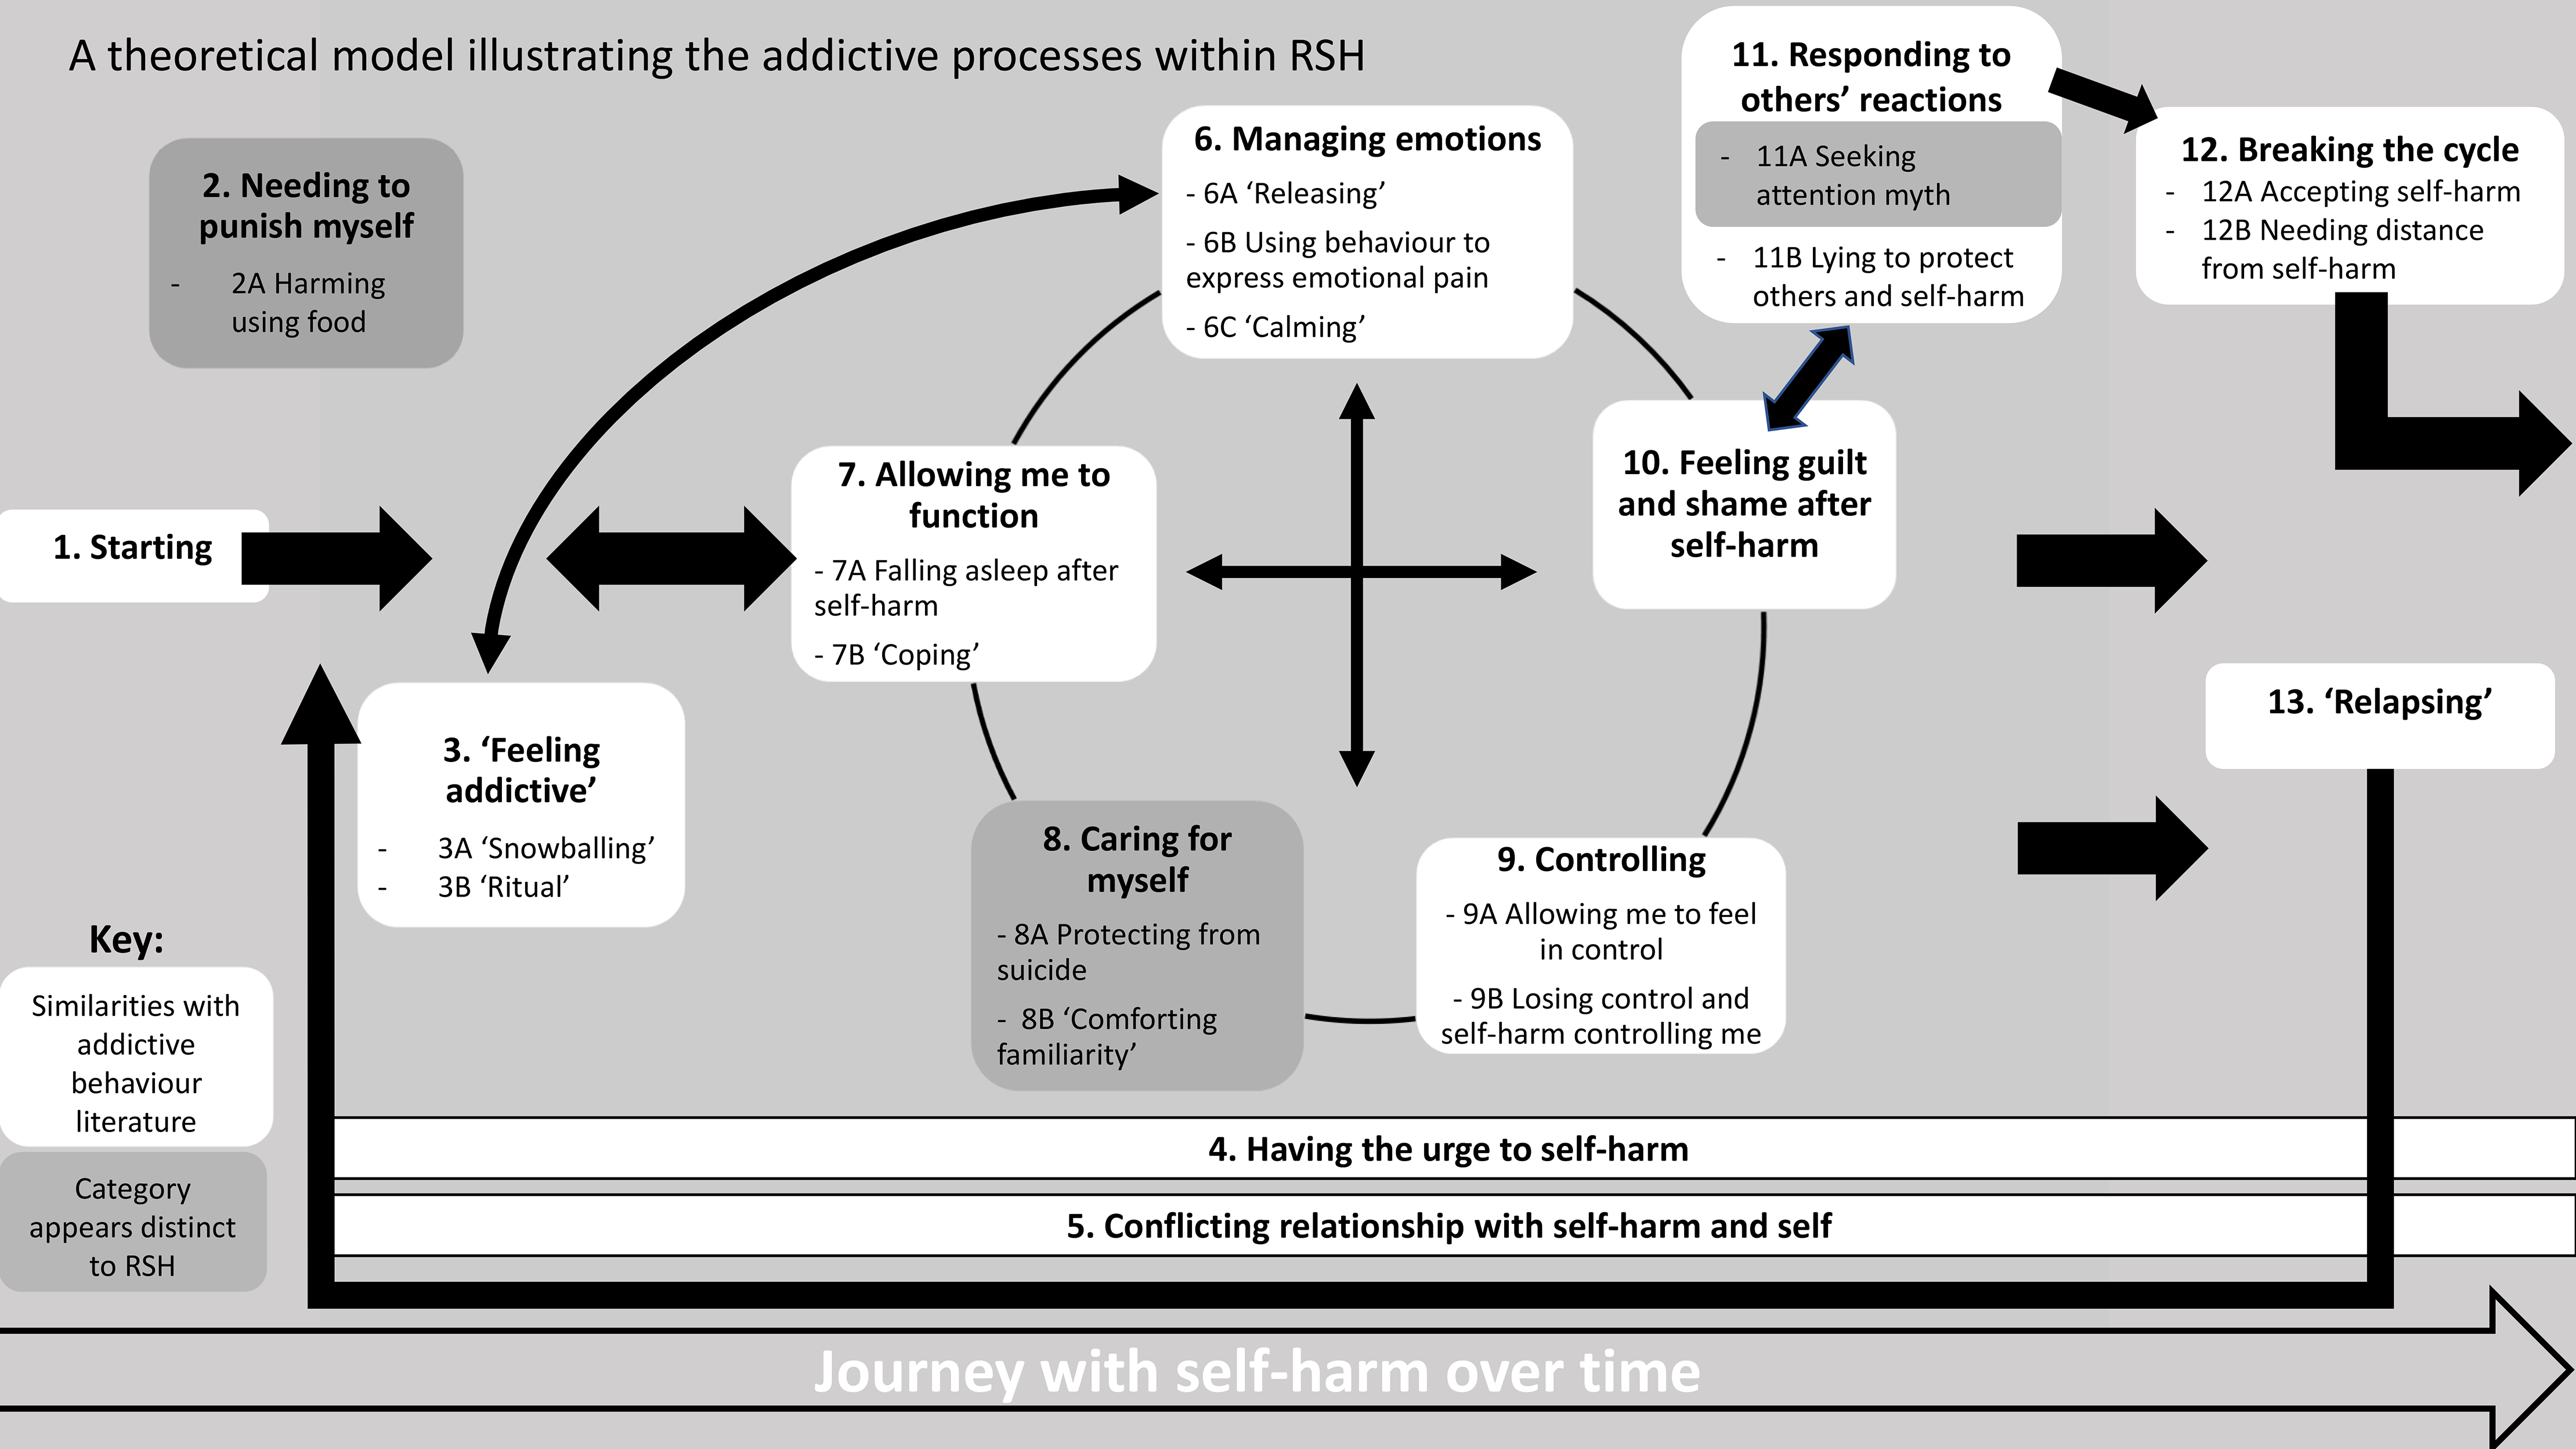 A theoretical model illustrating the addictive processes within RSH
1. Starting
2. Needing to
punish myself
- 2A Harming
using food
3. ‘Feeling
addictive’
- 3A ‘Snowballing’
- 3B ‘Ritual’
6. Managing emotions
- 6A ‘Releasing’
- 6B Using behaviour to
express emotional pain
- 6C ‘Calming’
7. Allowing me to
function
- 7A Falling asleep after
self-harm
- 7B ‘Coping’
8. Caring for
myself
- 8A Protecting from
suicide
- 8B ‘Comforting
familiarity’
9. Controlling
- 9A Allowing me to feel
in control
- 9B Losing control and
self-harm controlling me
10. Feeling guilt
and shame after
self-harm
11. Responding to
others’ reactions
- 11A Seeking
attention myth
- 11B Lying to protect
others and self-harm
12. Breaking the cycle
- 12A Accepting self-harm
- 12B Needing distance
from self-harm
13. ‘Relapsing’
Key:
Similarities with
addictive
behaviour
literature
Category
appears distinct
to RSH
4. Having the urge to self-harm
5. Conflicting relationship with self-harm and self
Journey with self-harm over time